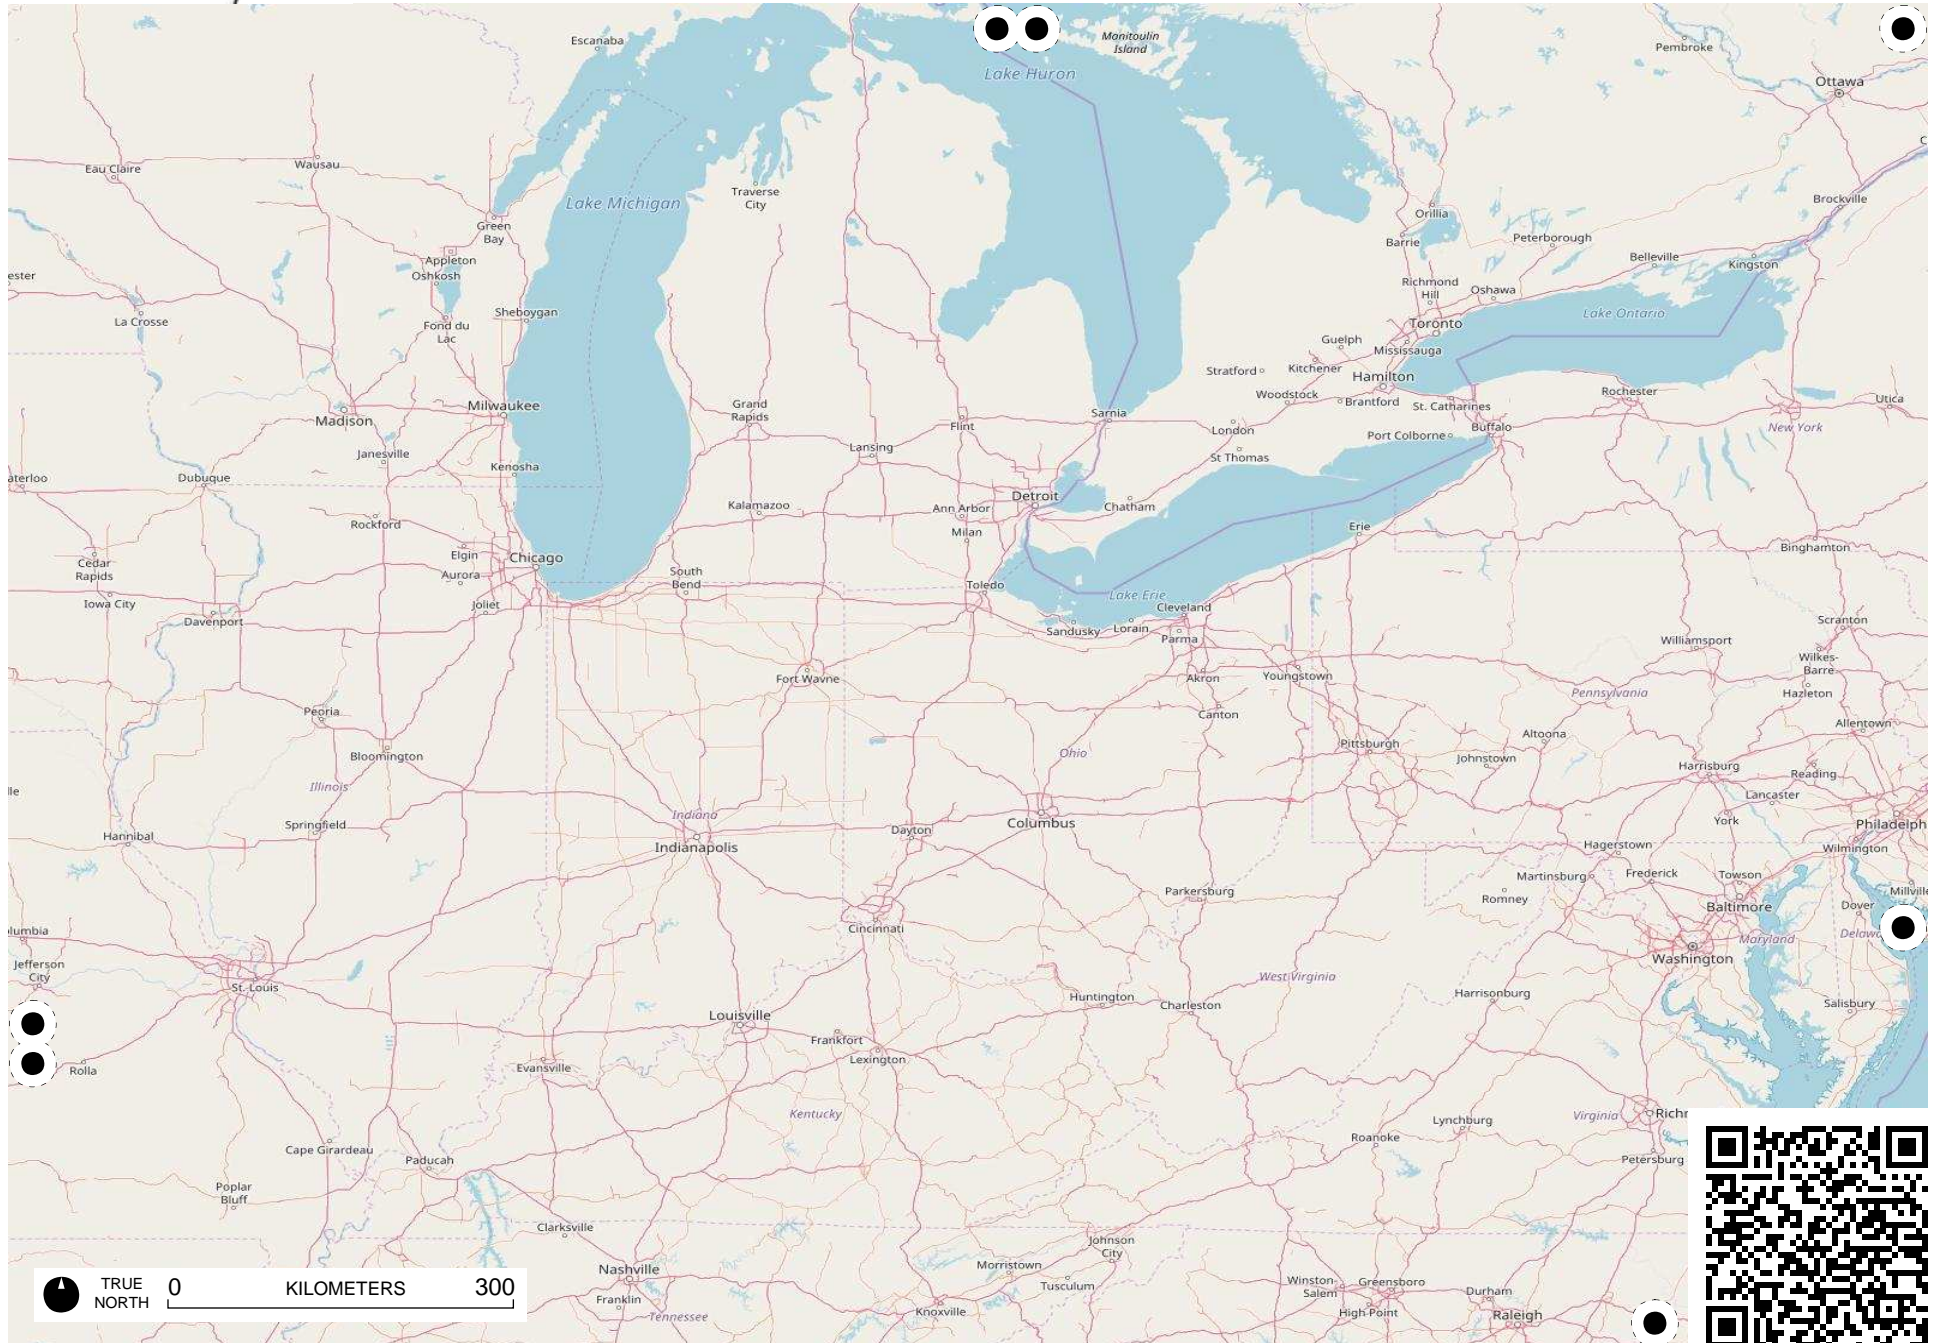 Escanaba
Manitoulin
Island
Pembroke
Lake Huron
Ottawa
Eau Claire
Wausau
Traverse
City
Lake Michigan
Brockville
Orillia
Green
Bay
Barrie
Peterborough
Appleton
Belleville
Kingston
ester
Oshkosh
Richmond
Hill
Oshawa
La Crosse
Sheboygan
Lake Ontario
Fond du
Lac
Toronto
Guelph
Mississauga
Stratford
Kitchener
Hamilton
Woodstock
Rochester
Utica
Madison
Milwaukee
Grand
Rapids
Sarnia
Brantford
St. Catharines
Flint
London
Port Colborne
Buffalo
New York
Janesville
Lansing
St Thomas
Kenosha
aterloo
Dubuque
Detroit
Kalamazoo
Ann Arbor
Chatham
Rockford
Milan
Erie
Binghamton
Elgin
Chicago
Cedar
Rapids
Aurora
South
Bend
Toledo
Lake Erie
Iowa City
Joliet
Cleveland
Davenport
Sandusky
Lorain
Parma
Scranton
Williamsport
Wilkes-
Barre
Fort Wayne
Akron
Youngstown
Pennsylvania
Hazleton
Peoria
Canton
Allentown
Bloomington
Ohio
Pittsburgh
Altoona
Johnstown
Harrisburg
Reading
Illinois
lle
Lancaster
Springfield
Indiana
Columbus
York
Philadelph
Hannibal
Dayton
Indianapolis
Hagerstown
Wilmington
Parkersburg
Martinsburg
Frederick
Towson
Romney
Millville
Baltimore
Dover
Cincinnati
lumbia
Maryland
Delawa
Jefferson
City
Washington
West Virginia
St. Louis
Huntington
Charleston
Harrisonburg
Salisbury
Louisville
Frankfort
Lexington
Rolla
Evansville
Kentucky
Lynchburg
Virginia
Richm
Roanoke
Cape Girardeau
Paducah
Petersburg
Poplar
Bluff
Clarksville
Johnson
City
Nashville
Morristown
Tusculum
Winston-
Salem
Greensboro
Durham
Franklin
Tennessee
Knoxville
High Point
Raleigh
TRUE
NORTH
0 KILOMETERS 300